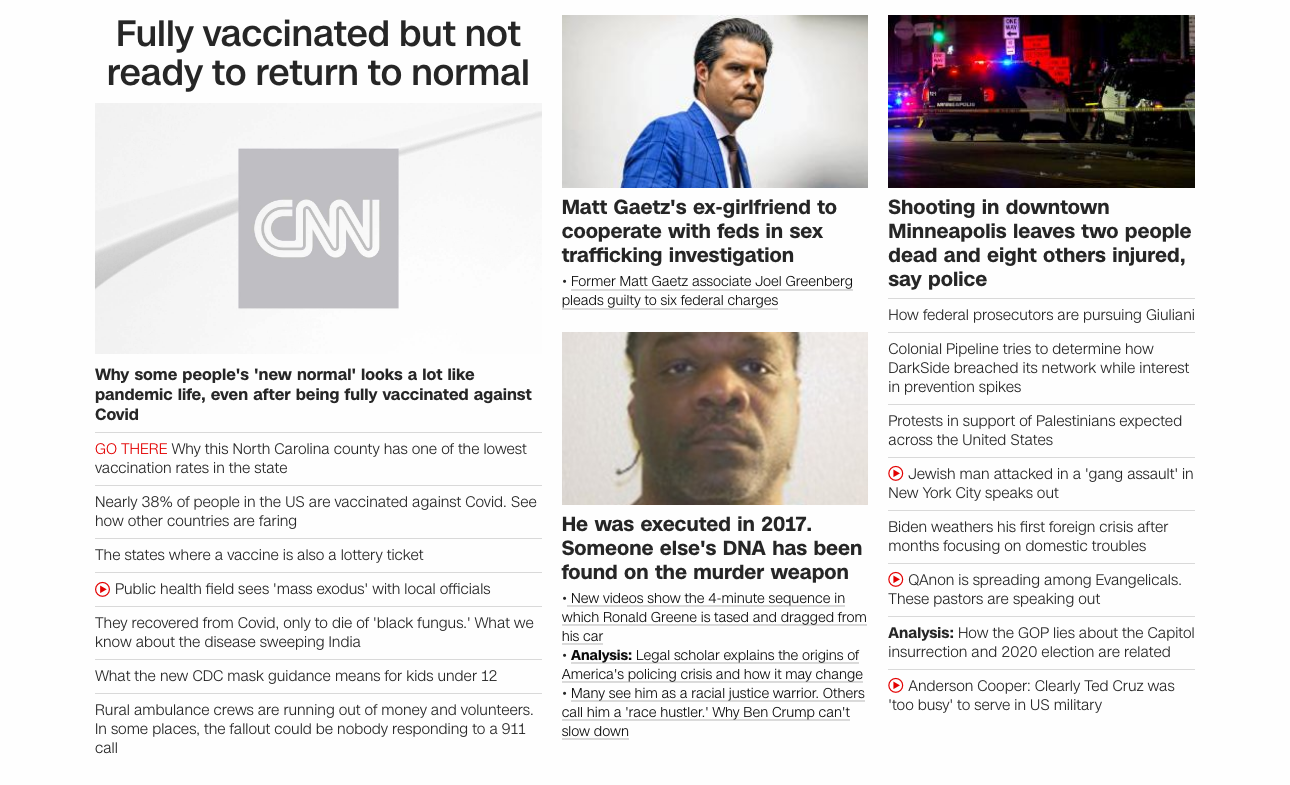 Fully vaccinated but not
ready to return to normal
CNN
Why some people's 'new normal' looks a lot like
pandemic life, even after being fully vaccinated against
Covid
GO THERE Why this North Carolina county has one of the lowest
vaccination rates in the state
Nearly 38% of people in the US are vaccinated against Covid. See
how other countries are faring
The states where a vaccine is also a lottery ticket
Public health field sees 'mass exodus' with local officials
They recovered from Covid, only to die of 'black fungus.' What we
know about the disease sweeping India
What the new CDC mask guidance means for kids under 12
Rural ambulance crews are running out of money and volunteers.
In some places, the fallout could be nobody responding to a 911
call
Matt Gaetz's ex-girlfriend to
cooperate with feds in sex
trafficking investigation
• Former Matt Gaetz associate Joel Greenberg
pleads guilty to six federal charges
He was executed in 2017.
Someone else's DNA has been
found on the murder weapon
• New videos show the 4-minute sequence in
which Ronald Greene is tased and dragged from
his car
• Analysis: Legal scholar explains the origins of
America's policing crisis and how it may change
• Many see him as a racial justice warrior. Others
call him a 'race hustler.' Why Ben Crump can't
slow down
ONE WAY
MINNEAPOLIS
Shooting in downtown
Minneapolis leaves two people
dead and eight others injured,
say police
How federal prosecutors are pursuing Giuliani
Colonial Pipeline tries to determine how
DarkSide breached its network while interest
in prevention spikes
Protests in support of Palestinians expected
across the United States
Jewish man attacked in a 'gang assault' in
New York City speaks out
Biden weathers his first foreign crisis after
months focusing on domestic troubles
QAnon is spreading among Evangelicals.
These pastors are speaking out
Analysis: How the GOP lies about the Capitol
insurrection and 2020 election are related
Anderson Cooper: Clearly Ted Cruz was
'too busy' to serve in US military